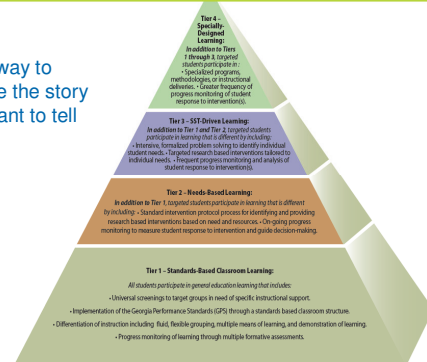 way to
e the story
ant to tell
Tier 4 –
Specially-
Designed
Learning:
In addition to Tiers
1 through 3, targeted
students participate in :
• Specialized programs,
methodologies, or instructional
deliveries. • Greater frequency of
progress monitoring of student
response to intervention(s).
Tier 3 – SST-Driven Learning:
In addition to Tier 1 and Tier 2, targeted students
participate in learning that is different by including:
• Intensive, formalized problem solving to identify individual
student needs. • Targeted research based interventions tailored to
individual needs. • Frequent progress monitoring and analysis of
student response to intervention(s).
Tier 2 – Needs-Based Learning:
In addition to Tier 1, targeted students participate in learning that is different
by including: • Standard intervention protocol process for identifying and providing
research based interventions based on need and resources. • On-going progress
monitoring to measure student response to intervention and guide decision-making.
Tier 1 – Standards-Based Classroom Learning:
All students participate in general education learning that includes:
• Universal screenings to target groups in need of specific instructional support.
• Implementation of the Georgia Performance Standards (GPS) through a standards based classroom structure.
• Differentiation of instruction including fluid, flexible grouping, multiple means of learning, and demonstration of learning.
• Progress monitoring of learning through multiple formative assessments.